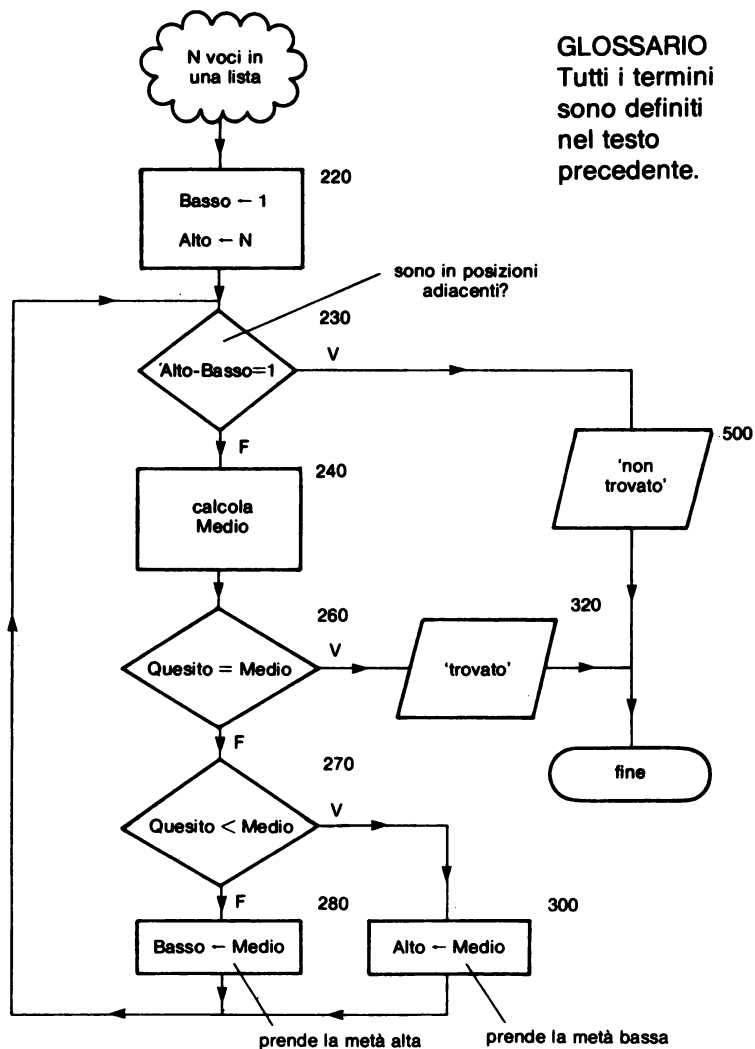 N voci in
una lista
GLOSSARIO
Tutti i termini
sono definiti
nel testo
precedente.
220
Basso ← 1
Alto ← N
sono in posizioni
adiacenti?
230
'Alto-Basso=1
V
F
500
'non
trovato'
240
calcola
Medio
260
Quesito = Medio
V
F
320
'trovato'
fine
270
Quesito < Medio
V
F
280
Basso ← Medio
300
Alto ← Medio
prende la metà alta
prende la metà bassa